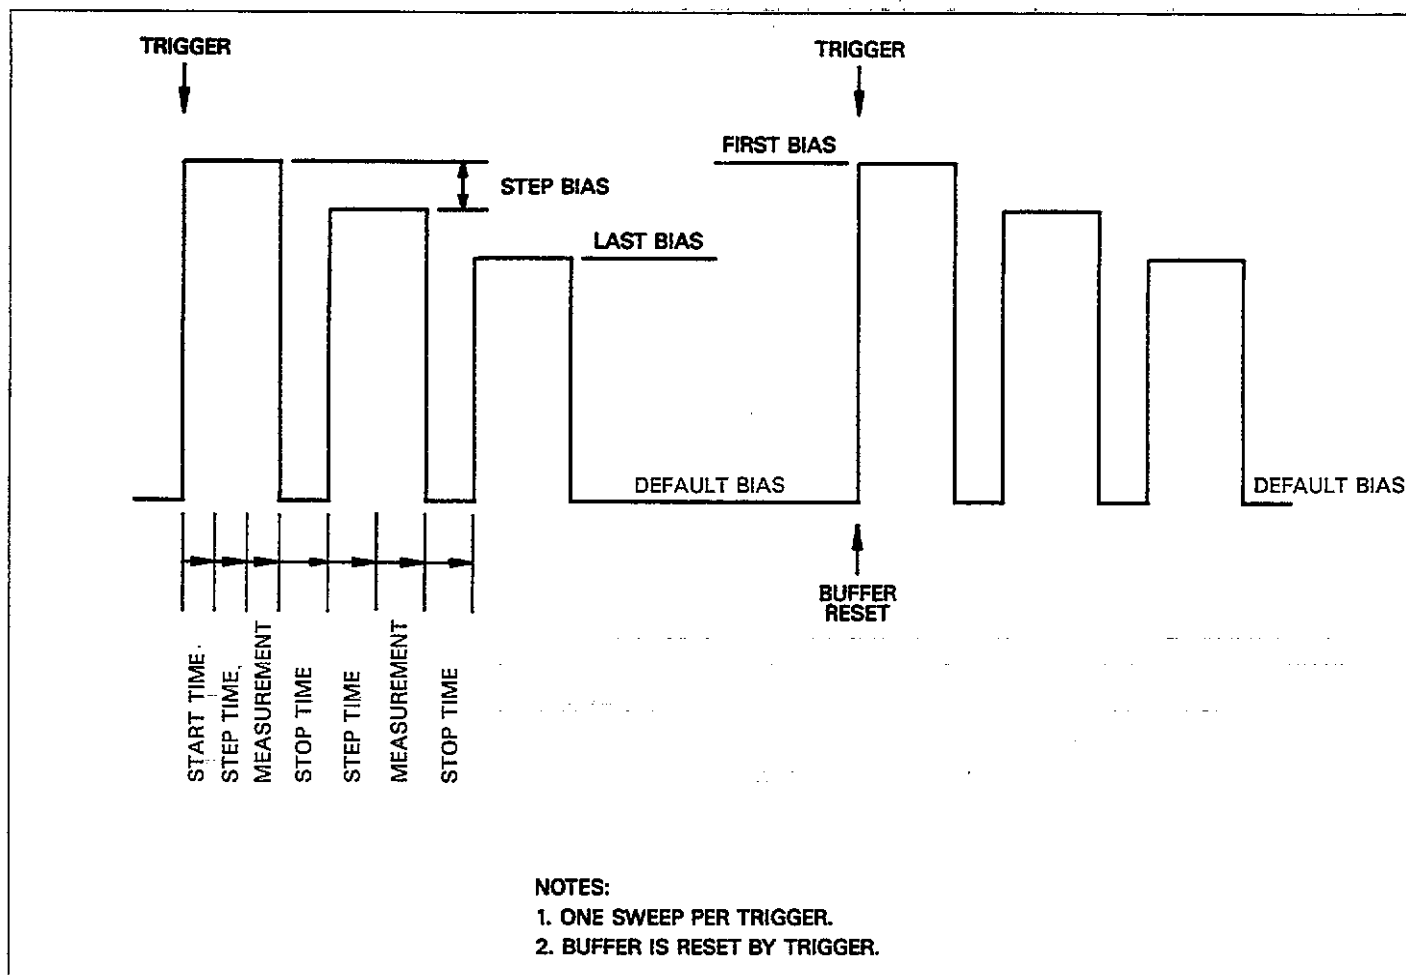 TRIGGER
TRIGGER
FIRST BIAS
STEP BIAS
LAST BIAS
DEFAULT BIAS
DEFAULT BIAS
BUFFER
RESET
START TIME
STEP TIME
MEASUREMENT
STOP TIME
STEP TIME
MEASUREMENT
STOP TIME
NOTES:
1. ONE SWEEP PER TRIGGER.
2. BUFFER IS RESET BY TRIGGER.